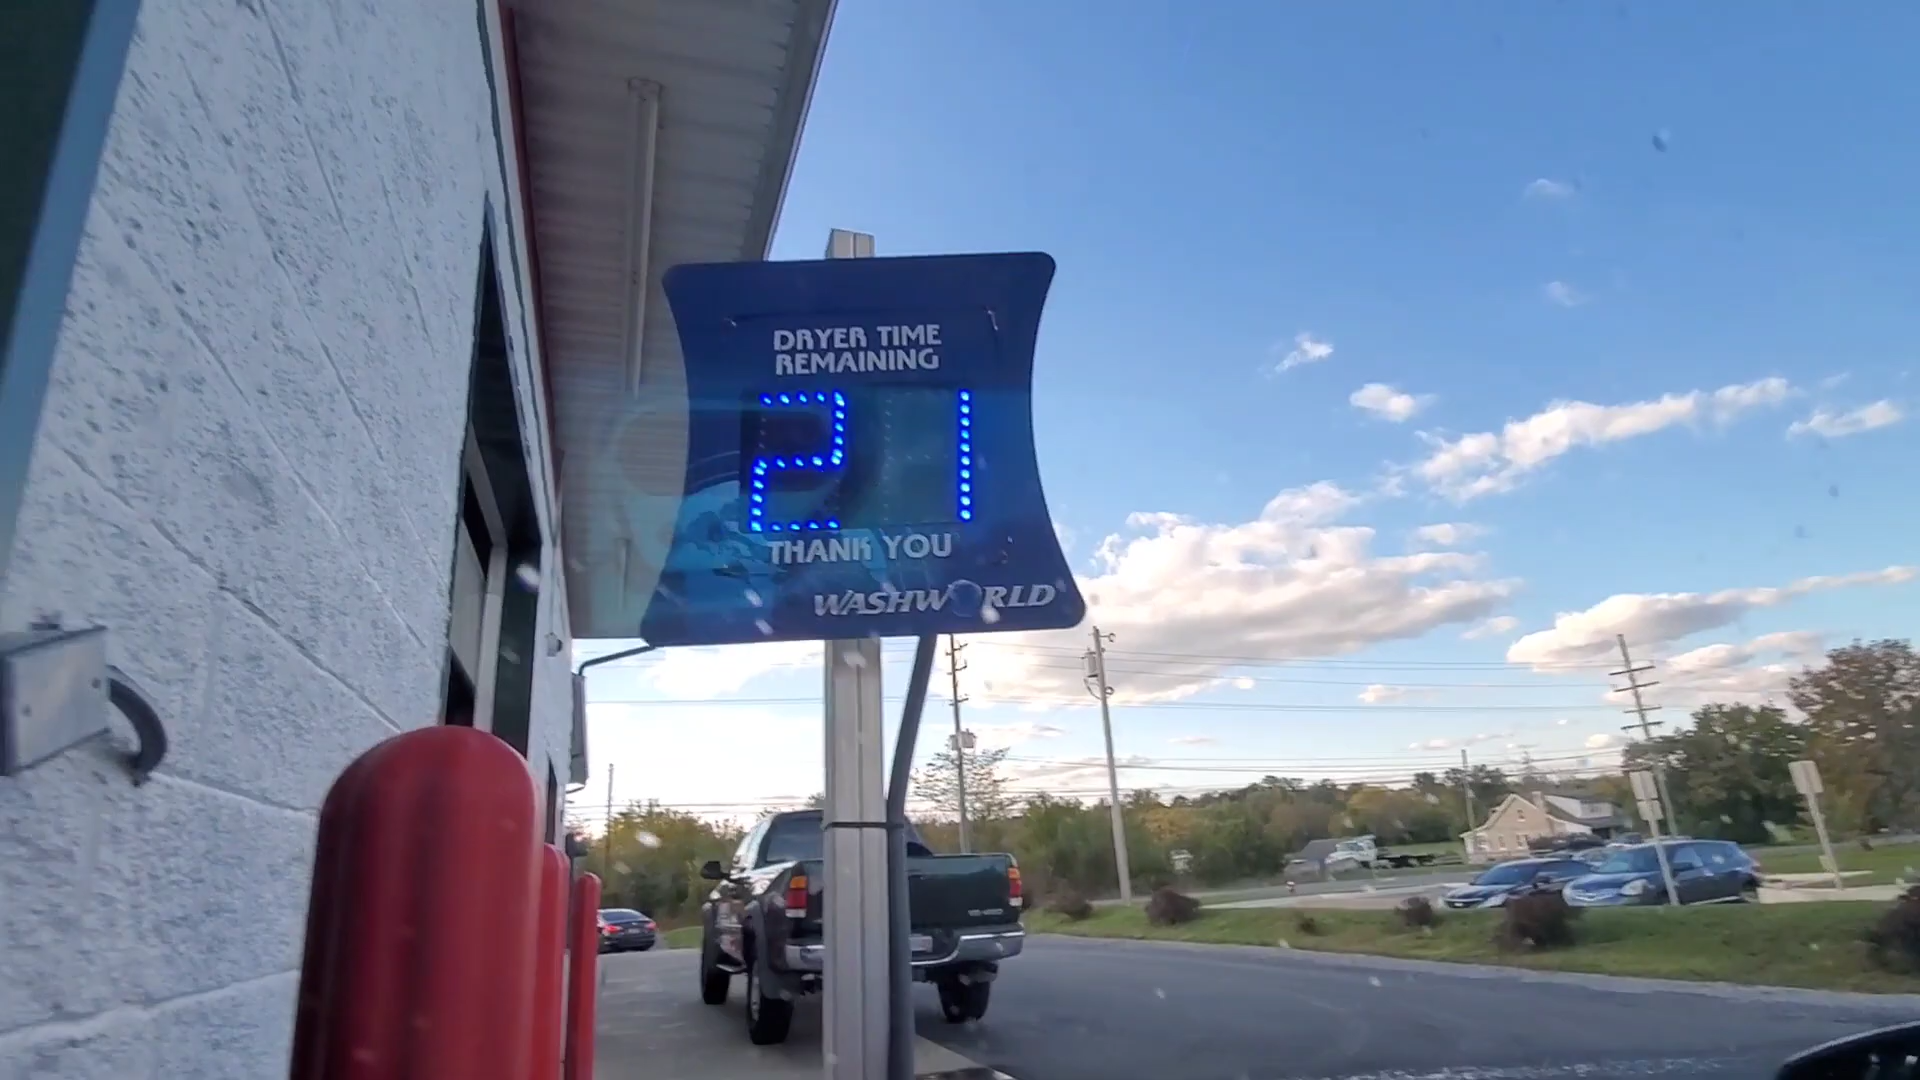 DRYER TIME
REMAINING
21
THANK YOU
WASHWORLD